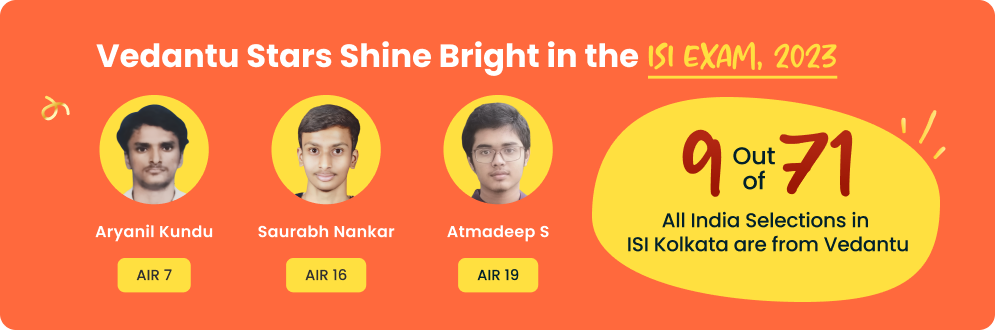 Vedantu Stars Shine Bright in the ISI EXAM, 2023
Aryanil Kundu
AIR 7
Saurabh Nankar
AIR 16
Atmadeep S
AIR 19
9 Out of 71
All India Selections in
ISI Kolkata are from Vedantu